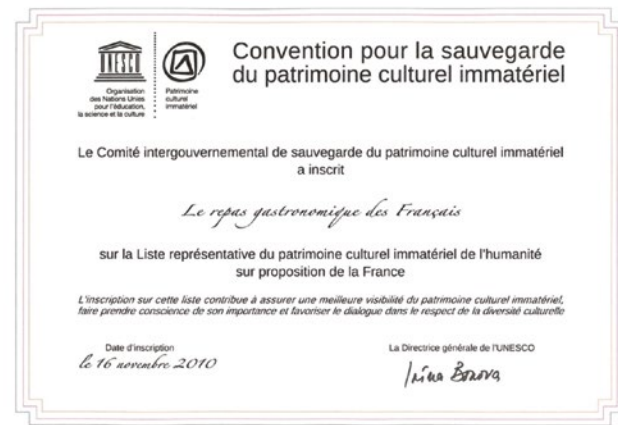 UNESCO
Organisation
des Nations Unies
pour l'éducation,
la science et la culture
Patrimoine
culturel
immatériel
Convention pour la sauvegarde
du patrimoine culturel immatériel
Le Comité intergouvernemental de sauvegarde du patrimoine culturel immatériel
a inscrit
Le repas gastronomique des Français
sur la Liste représentative du patrimoine culturel immatériel de l'humanité
sur proposition de la France
L'inscription sur cette liste contribue à assurer une meilleure visibilité du patrimoine culturel immatériel,
faire prendre conscience de son importance et favoriser le dialogue dans le respect de la diversité culturelle
Date d'inscription
le 16 novembre 2010
La Directrice générale de l'UNESCO
Irina Bokova